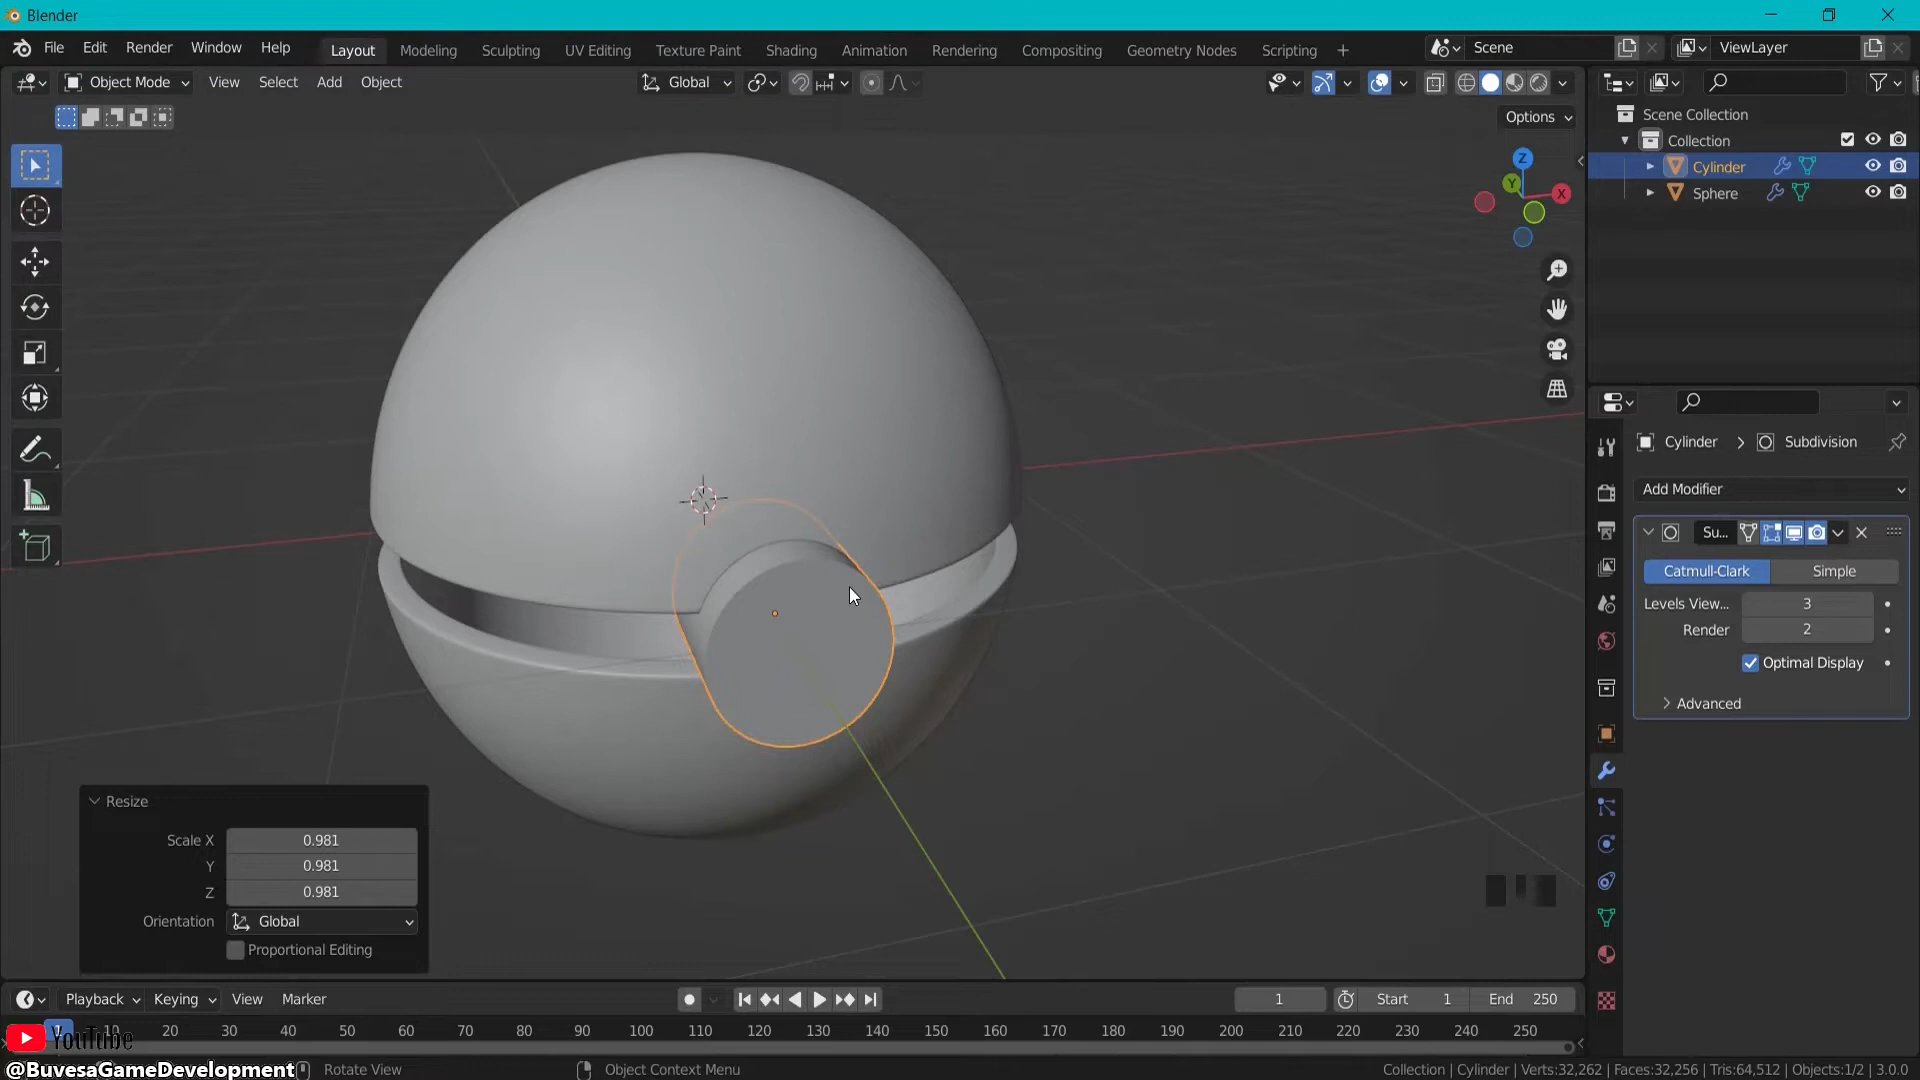 Blender
File Edit Render Window Help Layout Modeling Sculpting UV Editing Texture Paint Shading Animation Rendering Compositing Geometry Nodes Scripting + Scene ViewLayer
Object Mode View Select Add Object Global
Options
Scene Collection
Collection
Cylinder
Sphere
Z
Y
X
Cylinder > Subdivision
Add Modifier
Su...
Catmull-Clark Simple
Levels View... 3
Render 2
Optimal Display
Advanced
Resize
Scale X 0.981
Y 0.981
Z 0.981
Orientation Global
Proportional Editing
Playback Keying View Marker 1 Start 1 End 250
10 20 30 40 50 60 70 80 90 100 110 120 130 140 150 160 170 180 190 200 210 220 230 240 250
YouTube
@BuvesaGameDevelopment Rotate View Object Context Menu Collection | Cylinder | Verts:32,262 | Faces:32,256 | Tris:64,512 | Objects:1/2 | 3.0.0